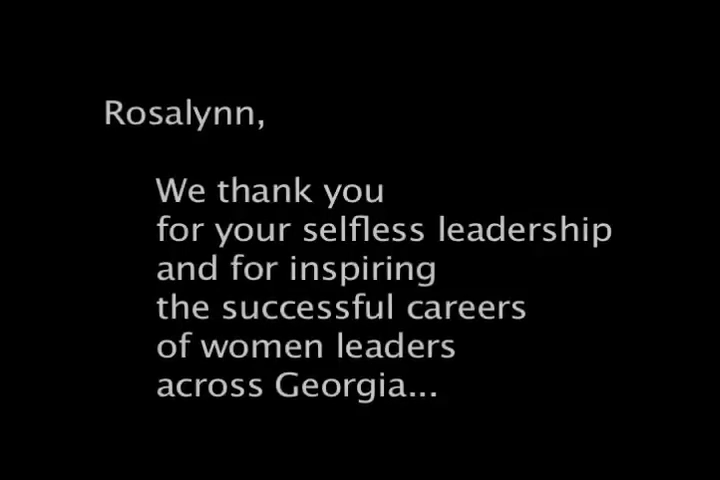 Rosalynn,
We thank you
for your selfless leadership
and for inspiring
the successful careers
of women leaders
across Georgia...